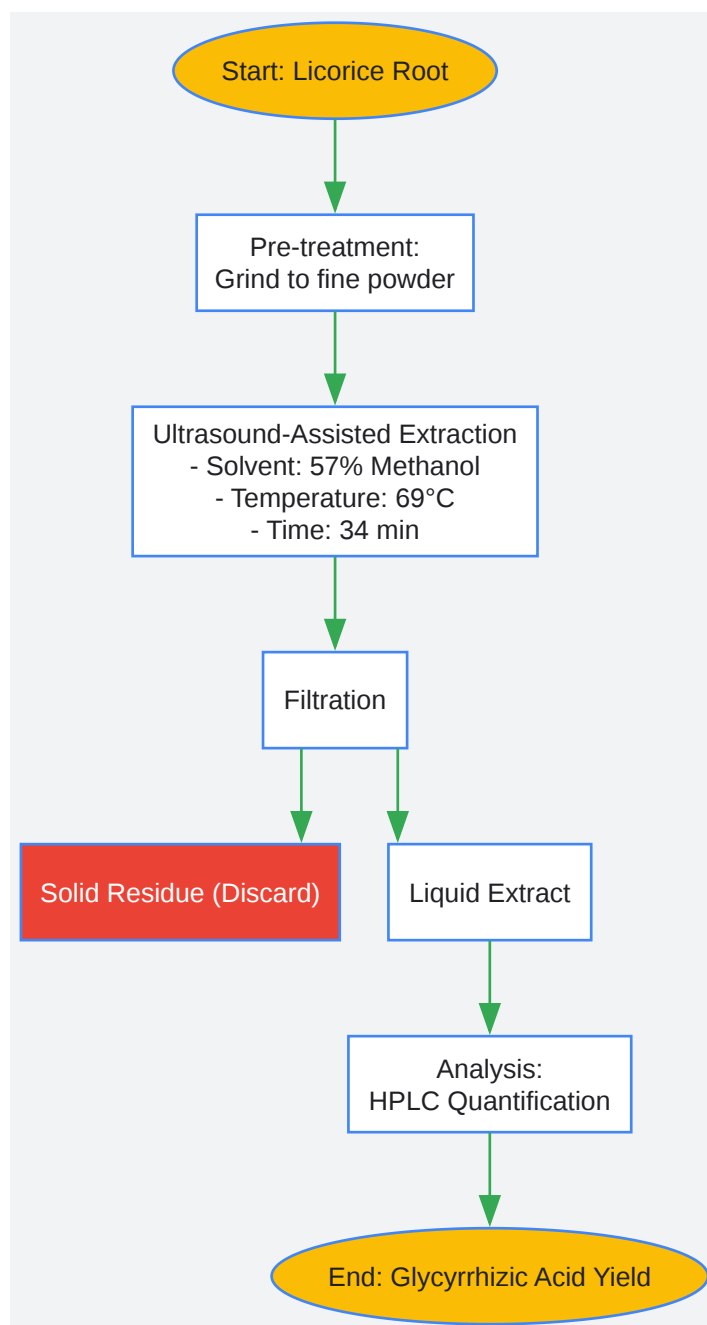 Start: Licorice Root
Pre-treatment:
Grind to fine powder
Ultrasound-Assisted Extraction
- Solvent: 57% Methanol
- Temperature: 69°C
- Time: 34 min
Filtration
Solid Residue (Discard)
Liquid Extract
Analysis:
HPLC Quantification
End: Glycyrrhizic Acid Yield